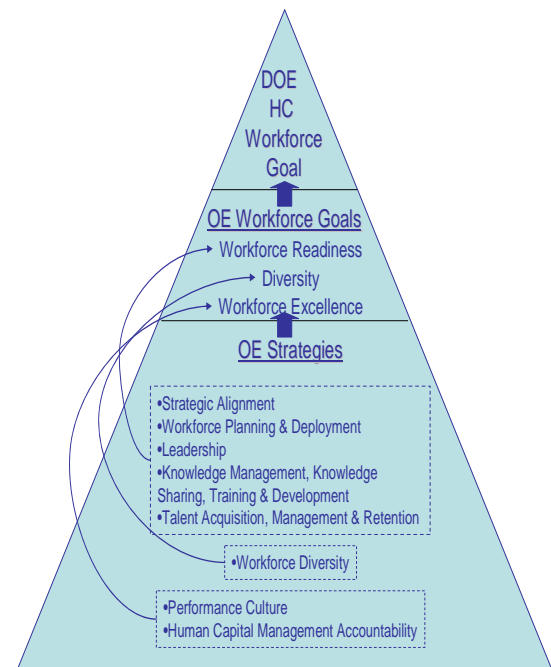 DOE
HC
Workforce
Goal
OE Workforce Goals
Workforce Readiness
Diversity
Workforce Excellence
OE Strategies
•Strategic Alignment
•Workforce Planning & Deployment
•Leadership
•Knowledge Management, Knowledge
Sharing, Training & Development
•Talent Acquisition, Management & Retention
•Workforce Diversity
•Performance Culture
•Human Capital Management Accountability